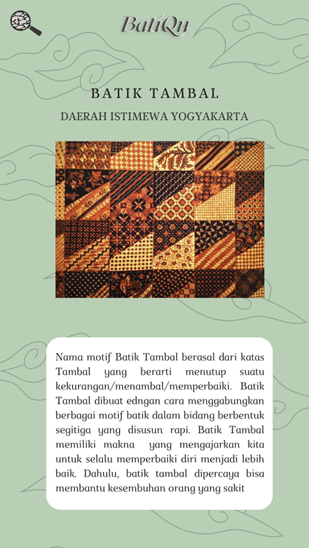 BatiQu
BATIK TAMBAL
DAERAH ISTIMEWA YOGYAKARTA
Nama motif Batik Tambal berasal dari katas
Tambal yang berarti menutup suatu
kekurangan/menambal/memperbaiki. Batik
Tambal dibuat edngan cara menggabungkan
berbagai motif batik dalam bidang berbentuk
segitiga yang disusun rapi. Batik Tambal
memiliki makna yang mengajarkan kita
untuk selalu memperbaiki diri menjadi lebih
baik. Dahulu, batik tambal dipercaya bisa
membantu kesembuhan orang yang sakit